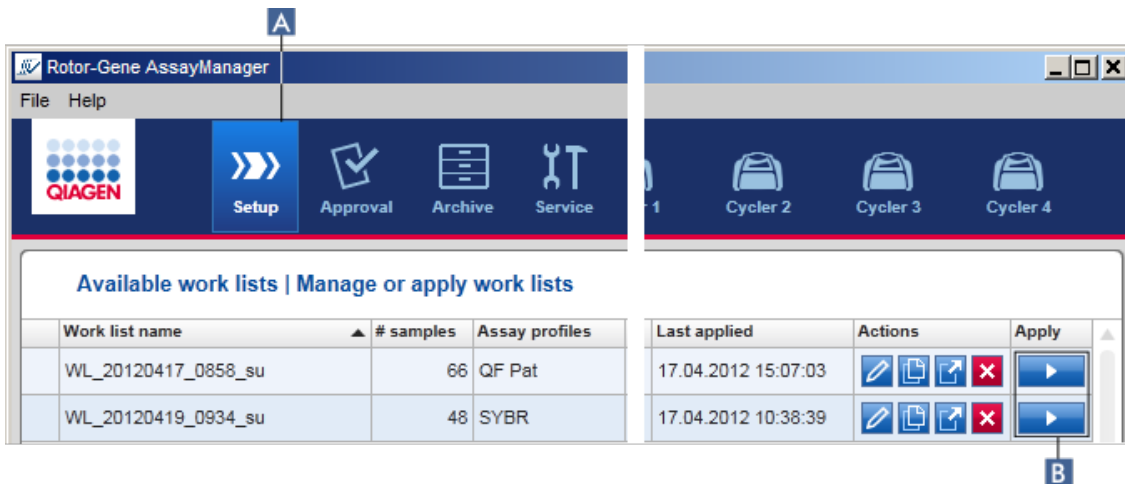 A
Rotor-Gene AssayManager
File Help
QIAGEN
Setup Approval Archive Service 1 Cycler 2 Cycler 3 Cycler 4
Available work lists | Manage or apply work lists
Work list name # samples Assay profiles Last applied Actions Apply
WL_20120417_0858_su 66 QF Pat 17.04.2012 15:07:03
WL_20120419_0934_su 48 SYBR 17.04.2012 10:38:39
B